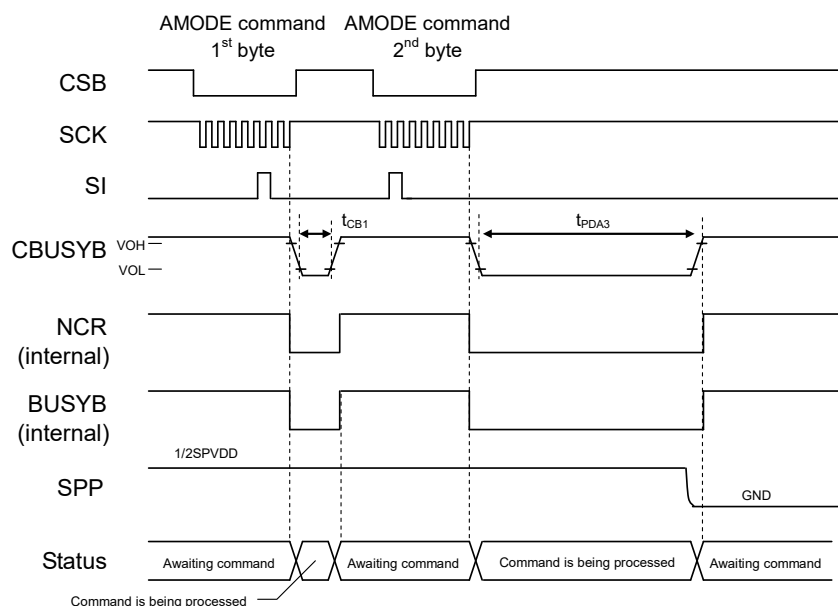 AMODE command
1st byte
AMODE command
2nd byte
CSB
SCK
SI
tCB1
tPDA3
CBUSYB
VOH
VOL
NCR
(internal)
BUSYB
(internal)
1/2SPVDD
SPP
GND
Status
Awaiting command
Awaiting command
Command is being processed
Awaiting command
Command is being processed